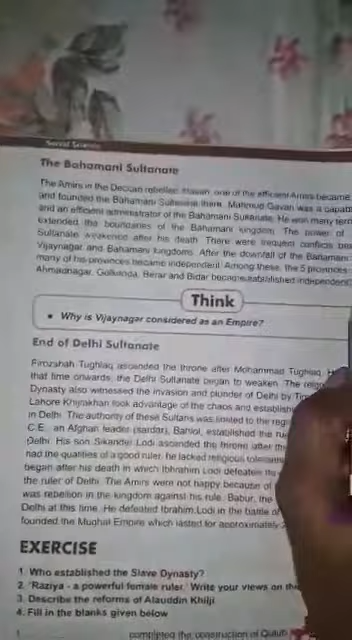 Social Science
The Bahamani Sultanate
The Amirs in the Deccan rebelled. Hasan, one of the efficient Amirs became
and founded the Bahamani Sultanate there. Mahmud Gavan was a capable
and an efficient administrator of the Bahamani Sultanate. He won many terri
extended the boundaries of the Bahamani kingdom. The power of
Sultanate weakened after his death. There were frequent conflicts bet
Vijaynagar and Bahamani kingdoms. After the downfall of the Bahamani
many of his provinces became independent. Among these, the 5 provinces
Ahmadnagar, Golkonda, Berar and Bidar became established independent
Think
• Why is Vijaynagar considered as an Empire?
End of Delhi Sultanate
Firozshah Tughlaq ascended the throne after Mohammad Tughlaq.
that time onwards, the Delhi Sultanate began to weaken. The reign
Dynasty also witnessed the invasion and plunder of Delhi by
Lahore Khijrakhan took advantage of the chaos and establish
in Delhi. The authority of these Sultans was limited to the regi
C.E. an Afghan leader (sardar), Bahlol, established the
Delhi. His son Sikander Lodi ascended the throne after
had the qualities of a good ruler, he lacked religious
began after his death in which Ibhrahim Lodi defeated his
the ruler of Delhi. The Amirs were not happy because of
was rebellion in the kingdom against his rule. Babur, the
Delhi at this time. He defeated Ibrahim Lodi in the battle of
founded the Mughal Empire which lasted for approximately
EXERCISE
1. Who established the Slave Dynasty?
2. 'Raziya - a powerful female ruler.' Write your views on
3. Describe the reforms of Alauddin Khilji
4. Fill in the blanks given below
1. completed the construction of Qutub